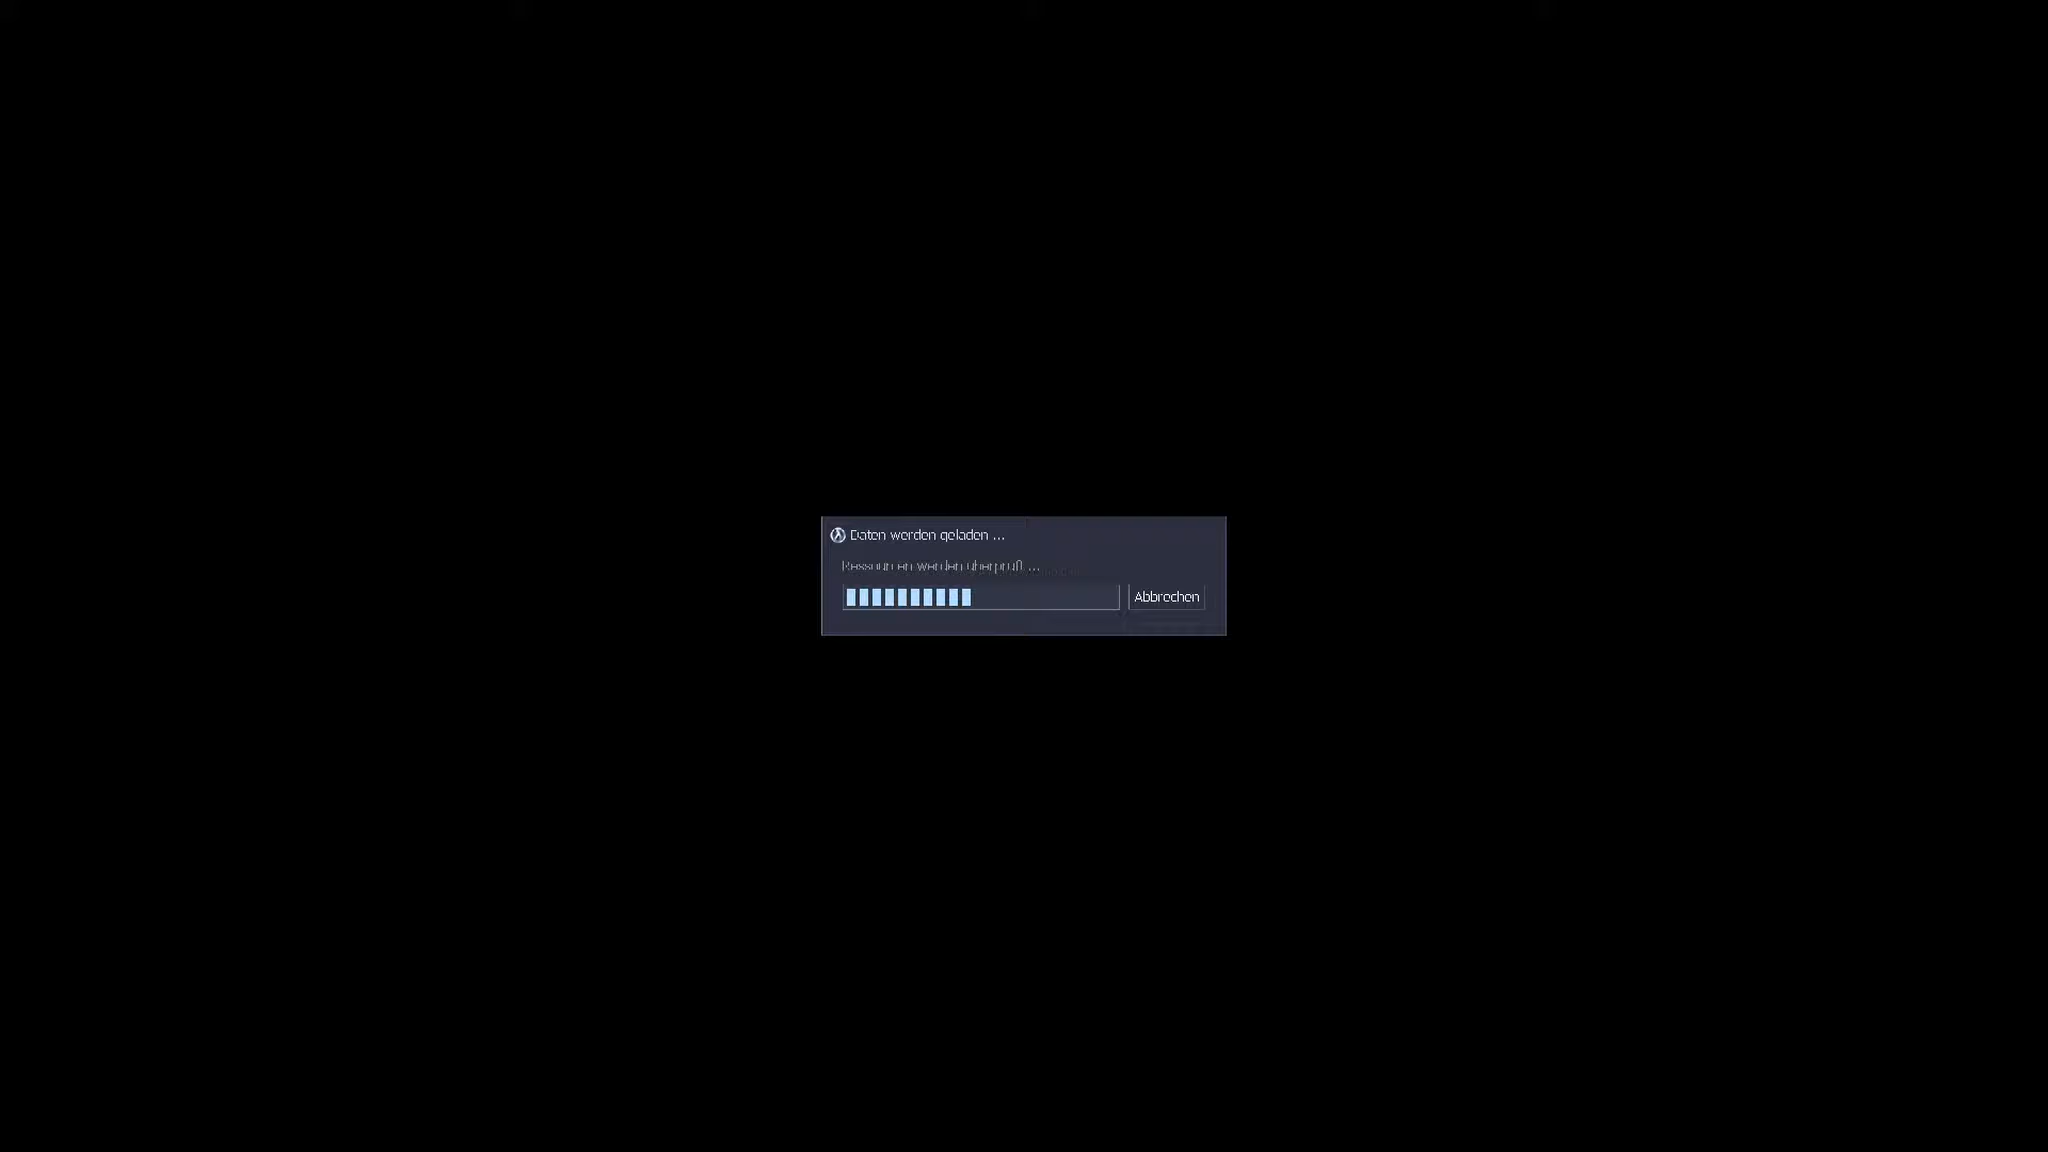 Daten werden geladen ...
Ressourcen werden überprüft ...
Abbrechen